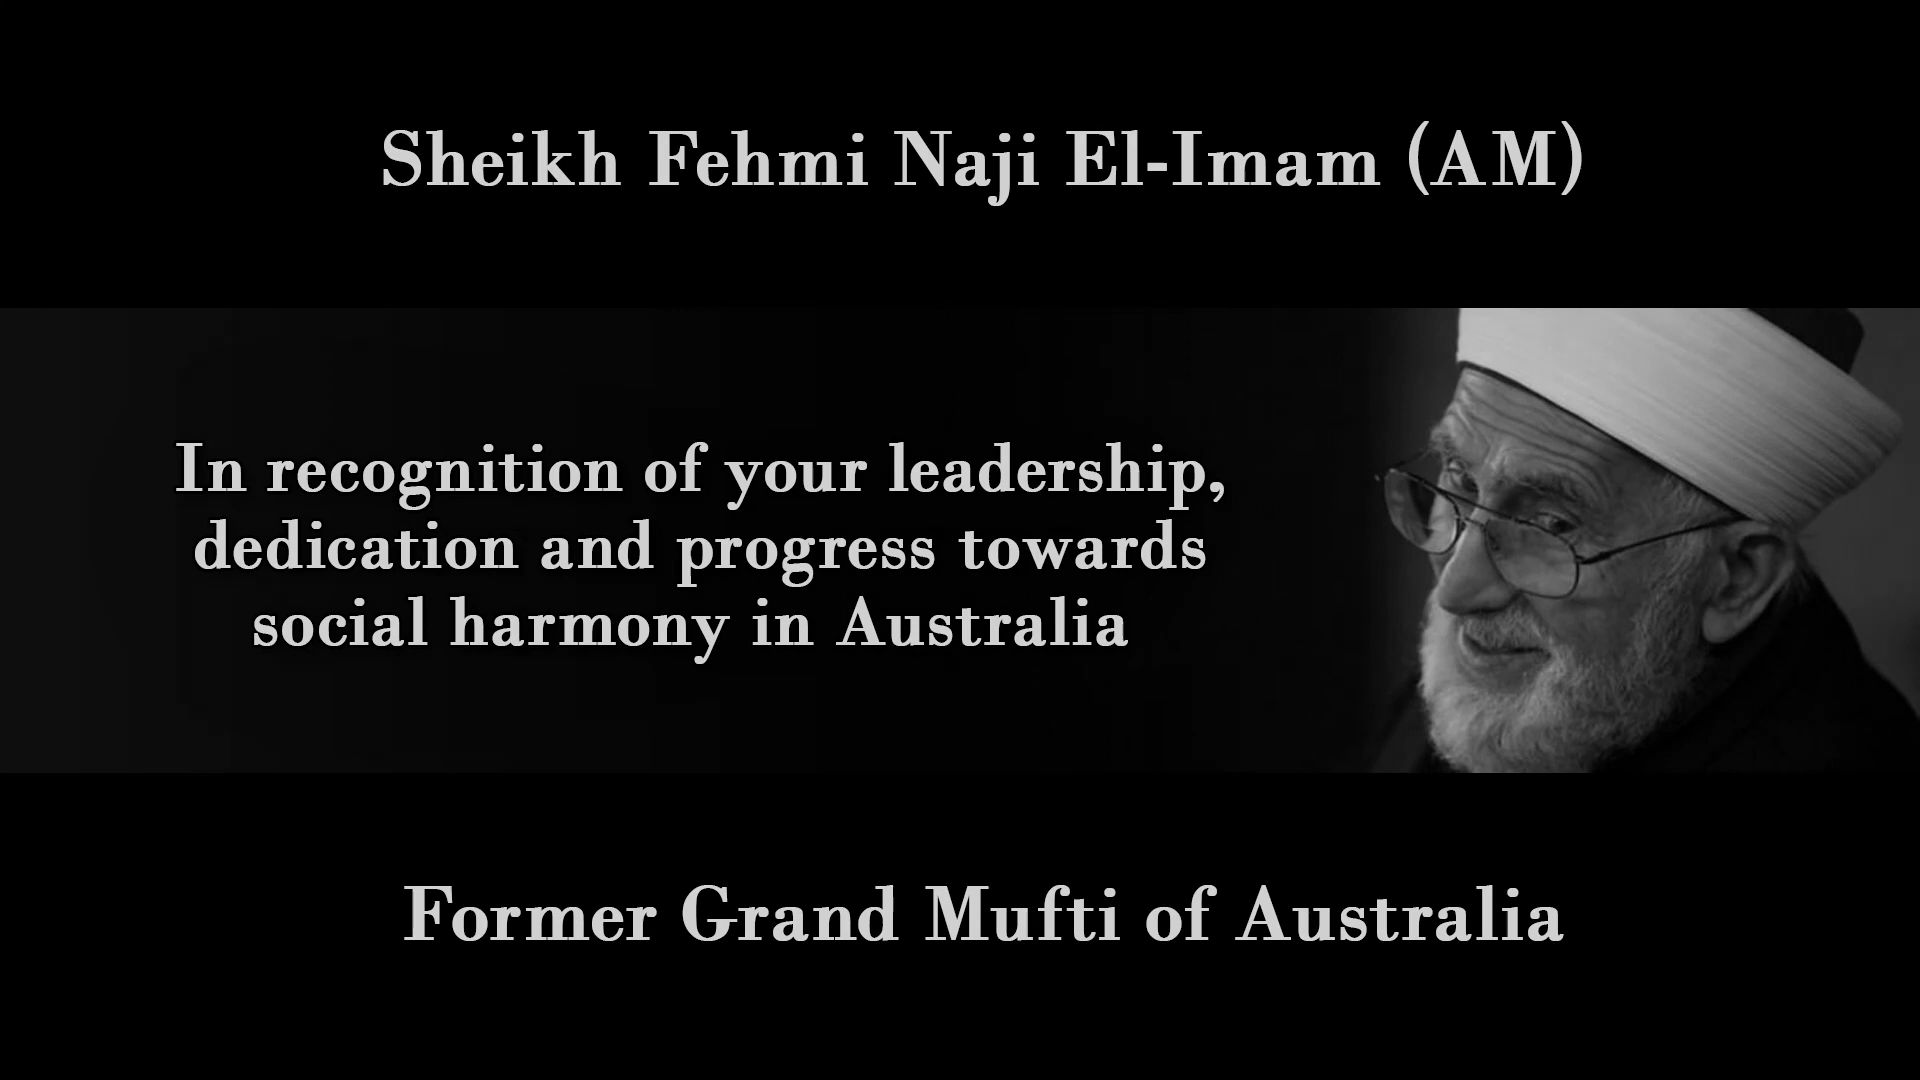 Sheikh Fehmi Naji El-Imam (AM)
In recognition of your leadership,
dedication and progress towards
social harmony in Australia
Former Grand Mufti of Australia